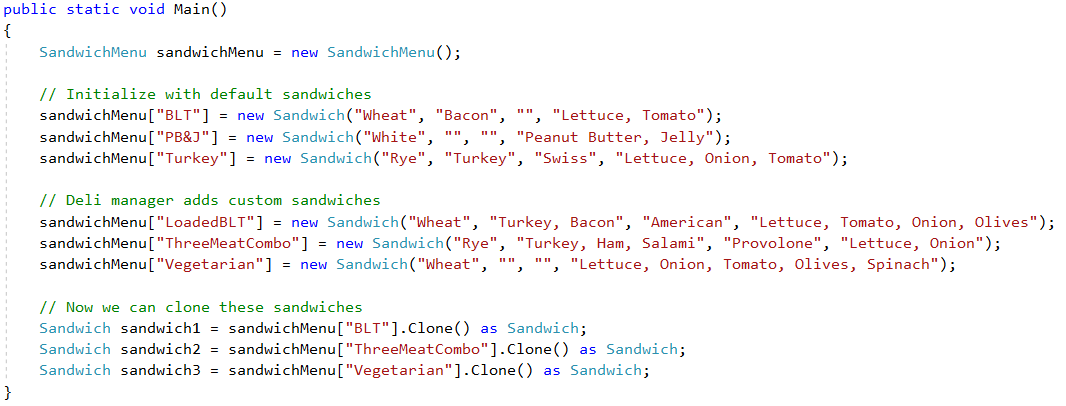 public static void Main()
{
SandwichMenu sandwichMenu = new SandwichMenu();
// Initialize with default sandwiches
sandwichMenu["BLT"] = new Sandwich("Wheat", "Bacon", "", "Lettuce, Tomato");
sandwichMenu["PB&J"] = new Sandwich("White", "", "", "Peanut Butter, Jelly");
sandwichMenu["Turkey"] = new Sandwich("Rye", "Turkey", "Swiss", "Lettuce, Onion, Tomato");
// Deli manager adds custom sandwiches
sandwichMenu["LoadedBLT"] = new Sandwich("Wheat", "Turkey, Bacon", "American", "Lettuce, Tomato, Onion, Olives");
sandwichMenu["ThreeMeatCombo"] = new Sandwich("Rye", "Turkey, Ham, Salami", "Provolone", "Lettuce, Onion");
sandwichMenu["Vegetarian"] = new Sandwich("Wheat", "", "", "Lettuce, Onion, Tomato, Olives, Spinach");
// Now we can clone these sandwiches
Sandwich sandwich1 = sandwichMenu["BLT"].Clone() as Sandwich;
Sandwich sandwich2 = sandwichMenu["ThreeMeatCombo"].Clone() as Sandwich;
Sandwich sandwich3 = sandwichMenu["Vegetarian"].Clone() as Sandwich;
}